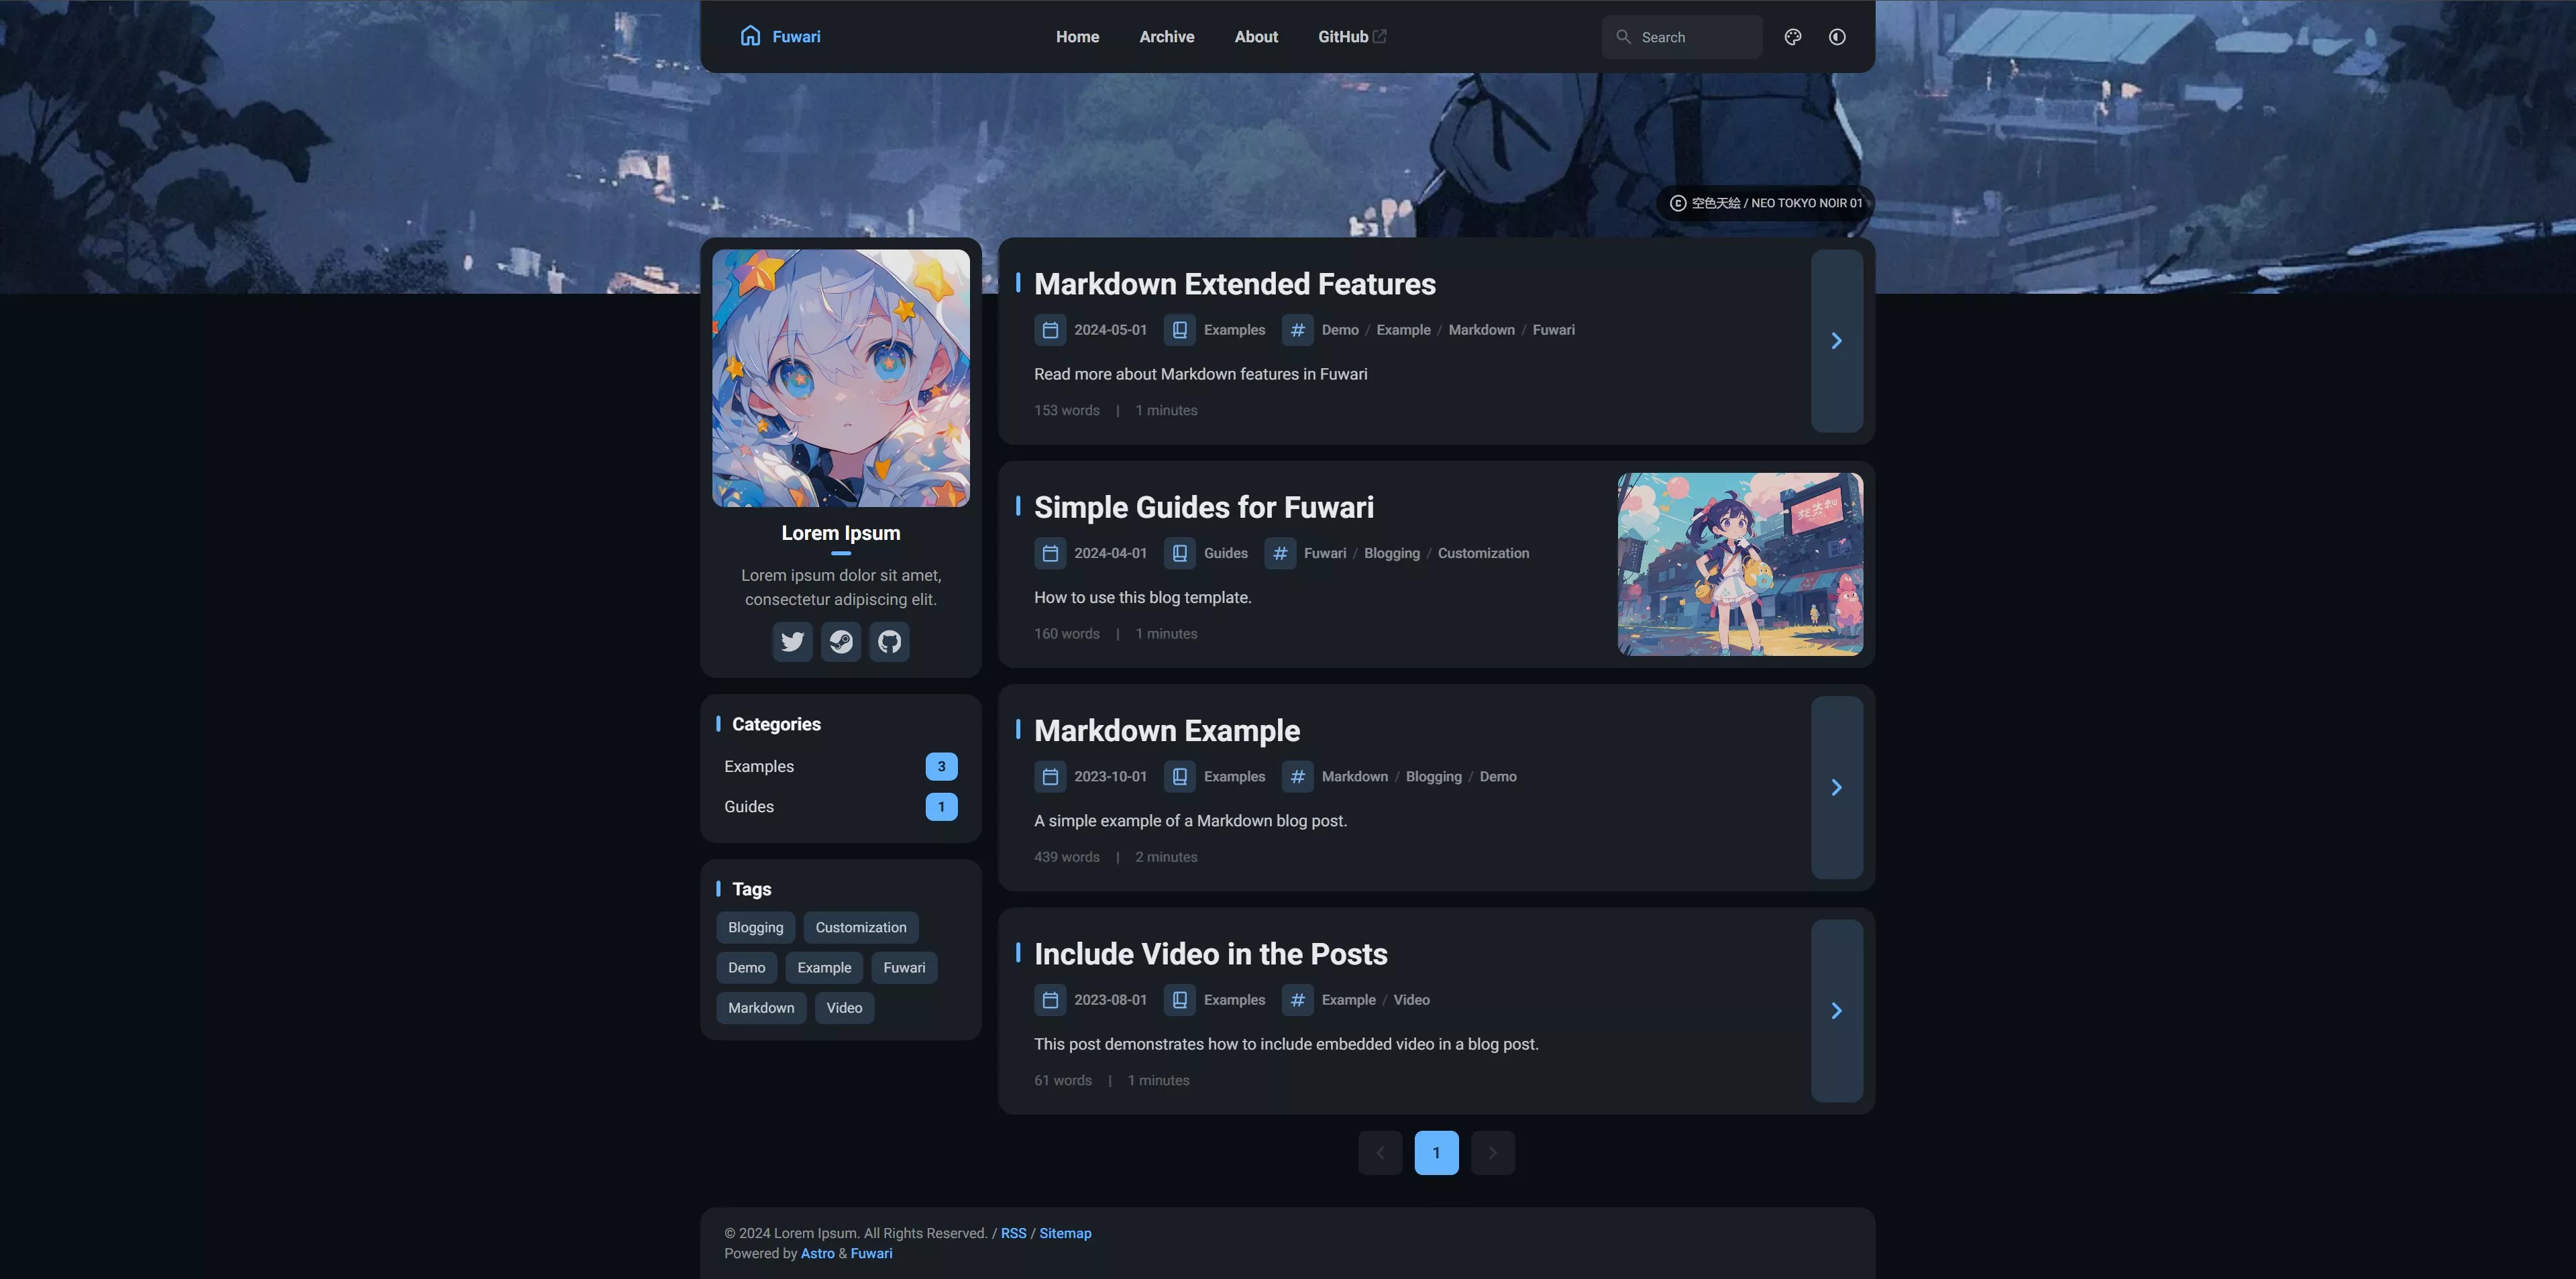 Fuwari
Home Archive About GitHub
Search
空色天絵 / NEO TOKYO NOIR 01
Lorem Ipsum
Lorem ipsum dolor sit amet,
consectetur adipiscing elit.
Categories
Examples 3
Guides 1
Tags
Blogging Customization
Demo Example Fuwari
Markdown Video
Markdown Extended Features
2024-05-01 Examples # Demo / Example / Markdown / Fuwari
Read more about Markdown features in Fuwari
153 words | 1 minutes
Simple Guides for Fuwari
2024-04-01 Guides # Fuwari / Blogging / Customization
How to use this blog template.
160 words | 1 minutes
Markdown Example
2023-10-01 Examples # Markdown / Blogging / Demo
A simple example of a Markdown blog post.
439 words | 2 minutes
Include Video in the Posts
2023-08-01 Examples # Example / Video
This post demonstrates how to include embedded video in a blog post.
61 words | 1 minutes
1
© 2024 Lorem Ipsum. All Rights Reserved. / RSS / Sitemap
Powered by Astro & Fuwari